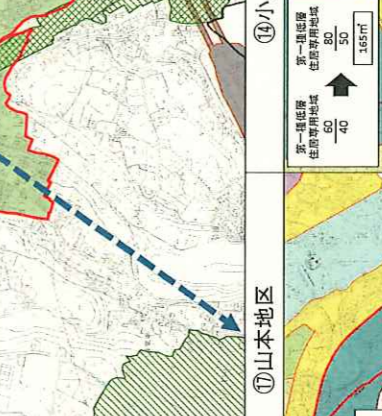 ⑭小
第一種低層
住居専用地域
60
40
第一種低層
住居専用地域
80
50
165㎡
⑰山本地区